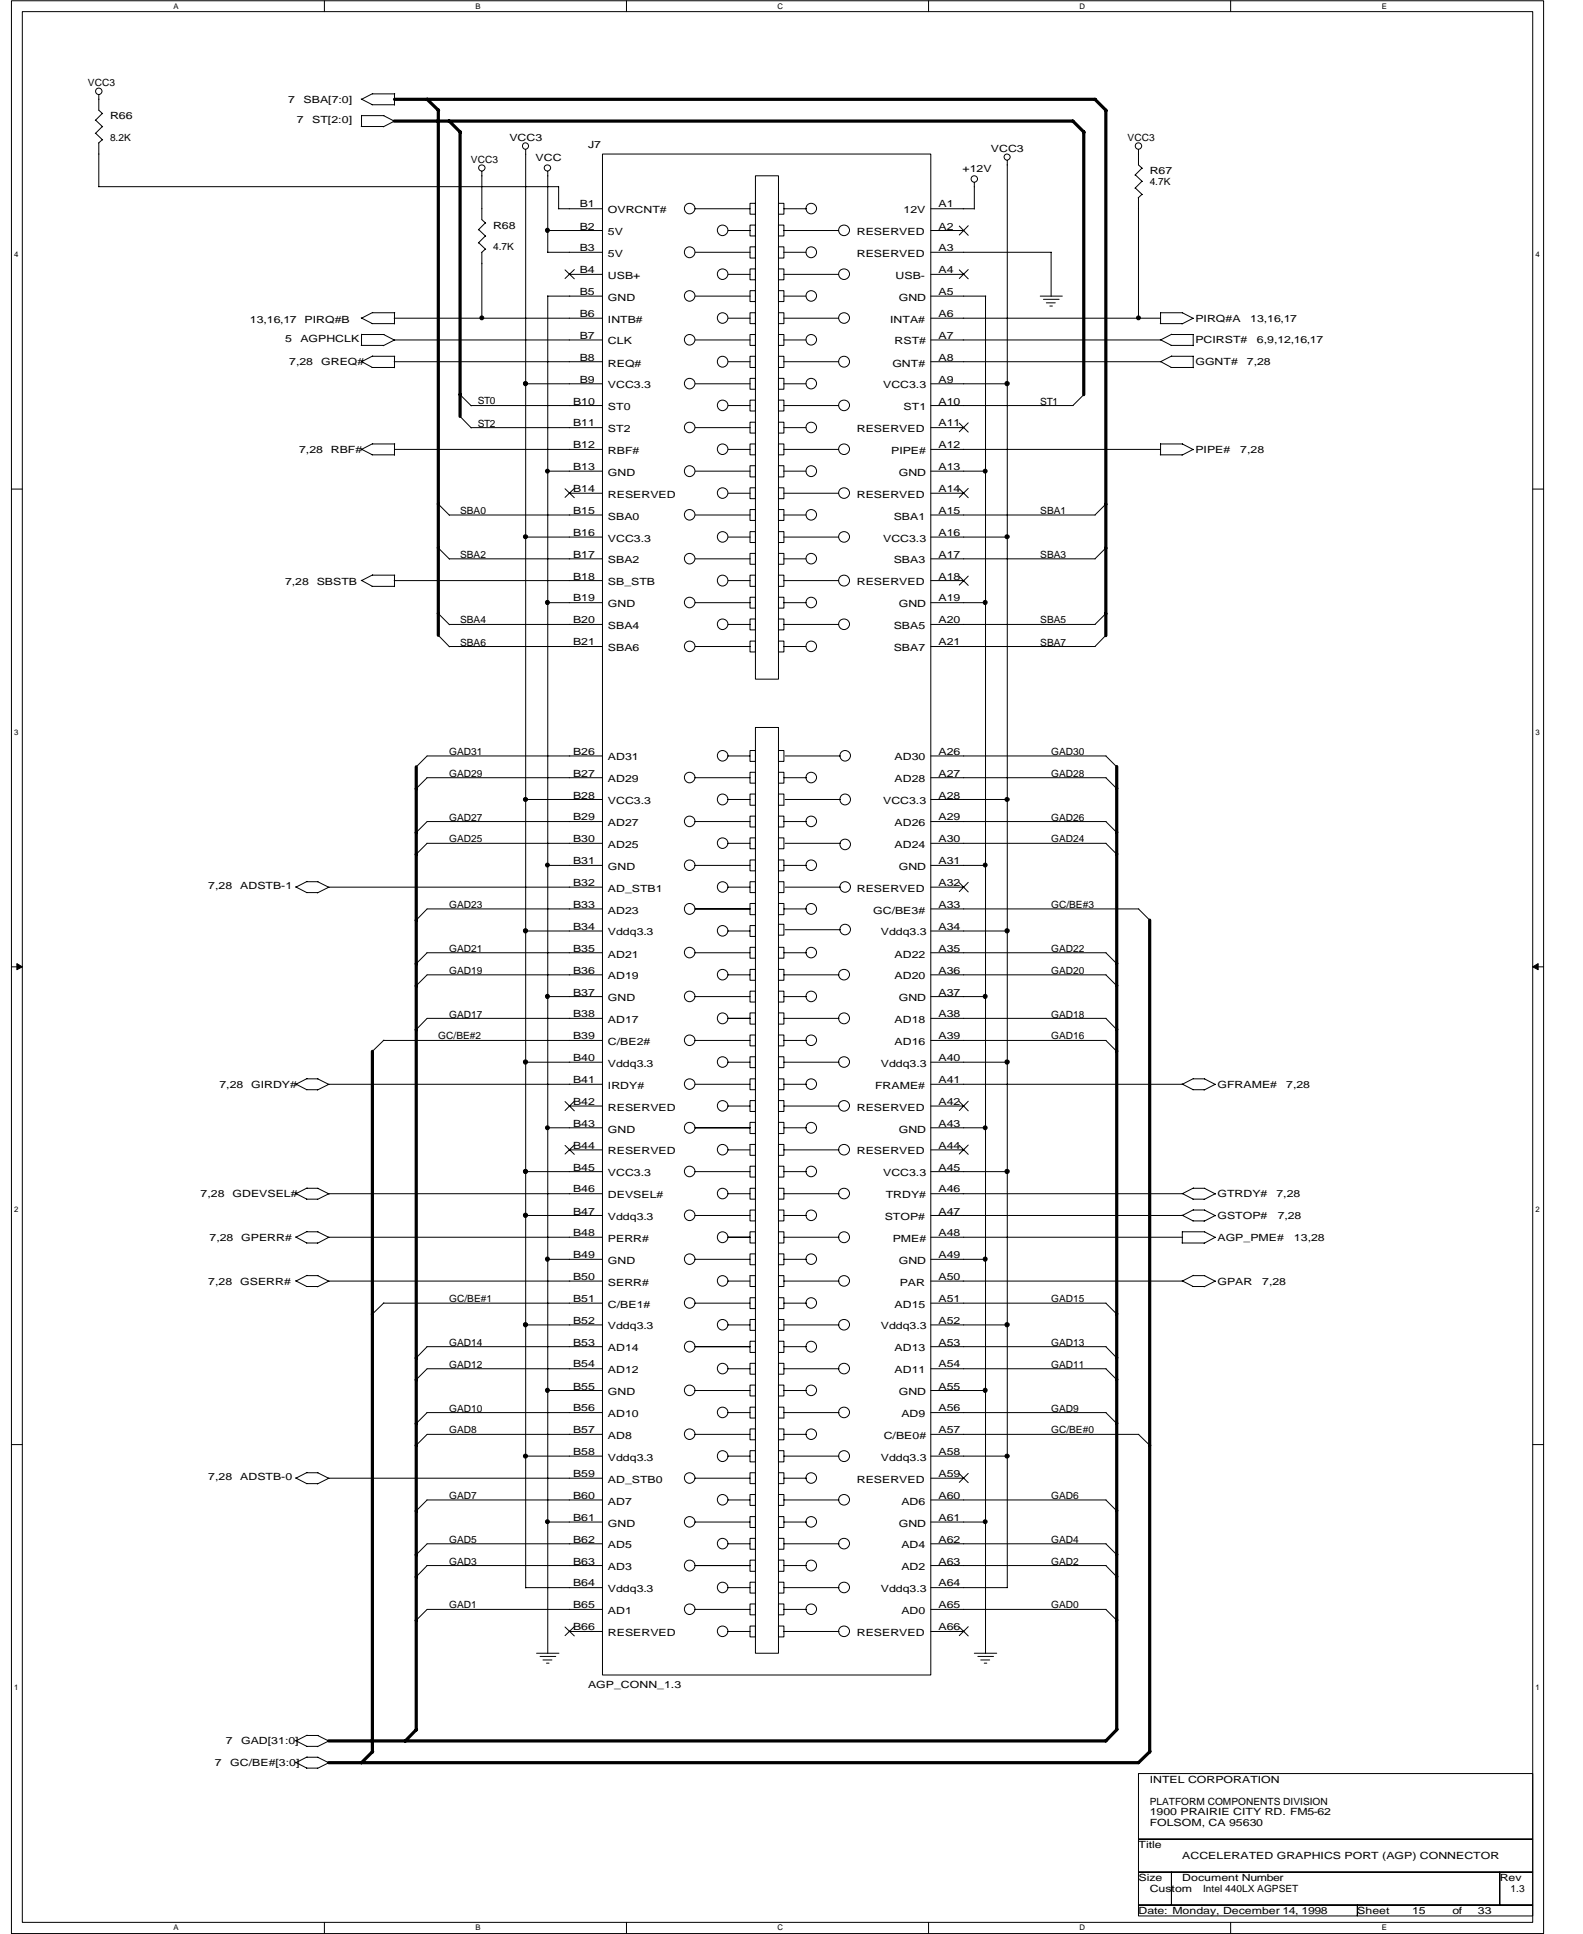 A B C D E
VCC3
R66
8.2K
7 SBA[7:0]
7 ST[2:0]
VCC3
R68
4.7K
VCC3
VCC
J7
+12V
VCC3
VCC3
R67
4.7K
B1 OVRCNT# 12V A1
B2 5V RESERVED A2
B3 5V RESERVED A3
4 4
B4 USB+ USB- A4
B5 GND GND A5
13,16,17 PIRQ#B B6 INTB# INTA# A6 PIRQ#A 13,16,17
5 AGPHCLK B7 CLK RST# A7 PCIRST# 6,9,12,16,17
7,28 GREQ# B8 REQ# GNT# A8 GGNT# 7,28
B9 VCC3.3 VCC3.3 A9
ST0 B10 ST0 ST1 A10 ST1
ST2 B11 ST2 RESERVED A11
7,28 RBF# B12 RBF# PIPE# A12 PIPE# 7,28
B13 GND GND A13
B14 RESERVED RESERVED A14
SBA0 B15 SBA0 SBA1 A15 SBA1
B16 VCC3.3 VCC3.3 A16
SBA2 B17 SBA2 SBA3 A17 SBA3
7,28 SBSTB B18 SB_STB RESERVED A18
B19 GND GND A19
SBA4 B20 SBA4 SBA5 A20 SBA5
SBA6 B21 SBA6 SBA7 A21 SBA7
3 3
GAD31 B26 AD31 AD30 A26 GAD30
GAD29 B27 AD29 AD28 A27 GAD28
B28 VCC3.3 VCC3.3 A28
GAD27 B29 AD27 AD26 A29 GAD26
GAD25 B30 AD25 AD24 A30 GAD24
B31 GND GND A31
7,28 ADSTB-1 B32 AD_STB1 RESERVED A32
GAD23 B33 AD23 GC/BE3# A33 GC/BE#3
B34 Vddq3.3 Vddq3.3 A34
GAD21 B35 AD21 AD22 A35 GAD22
GAD19 B36 AD19 AD20 A36 GAD20
B37 GND GND A37
GAD17 B38 AD17 AD18 A38 GAD18
GC/BE#2 B39 C/BE2# AD16 A39 GAD16
B40 Vddq3.3 Vddq3.3 A40
7,28 GIRDY# B41 IRDY# FRAME# A41 GFRAME# 7,28
B42 RESERVED RESERVED A42
B43 GND GND A43
B44 RESERVED RESERVED A44
B45 VCC3.3 VCC3.3 A45
7,28 GDEVSEL# B46 DEVSEL# TRDY# A46 GTRDY# 7,28
2 2
B47 Vddq3.3 STOP# A47 GSTOP# 7,28
7,28 GPERR# B48 PERR# PME# A48 AGP_PME# 13,28
B49 GND GND A49
7,28 GSERR# B50 SERR# PAR A50 GPAR 7,28
GC/BE#1 B51 C/BE1# AD15 A51 GAD15
B52 Vddq3.3 Vddq3.3 A52
GAD14 B53 AD14 AD13 A53 GAD13
GAD12 B54 AD12 AD11 A54 GAD11
B55 GND GND A55
GAD10 B56 AD10 AD9 A56 GAD9
GAD8 B57 AD8 C/BE0# A57 GC/BE#0
B58 Vddq3.3 Vddq3.3 A58
7,28 ADSTB-0 B59 AD_STB0 RESERVED A59
GAD7 B60 AD7 AD6 A60 GAD6
B61 GND GND A61
GAD5 B62 AD5 AD4 A62 GAD4
GAD3 B63 AD3 AD2 A63 GAD2
B64 Vddq3.3 Vddq3.3 A64
GAD1 B65 AD1 AD0 A65 GAD0
B66 RESERVED RESERVED A66
AGP_CONN_1.3
1 1
7 GAD[31:0]
7 GC/BE#[3:0]
INTEL CORPORATION
PLATFORM COMPONENTS DIVISION
1900 PRAIRIE CITY RD. FM5-62
FOLSOM, CA 95630
Title
ACCELERATED GRAPHICS PORT (AGP) CONNECTOR
Size Document Number Rev
Custom Intel 440LX AGPSET 1.3
Date: Monday, December 14, 1998 Sheet 15 of 33
A B C D E